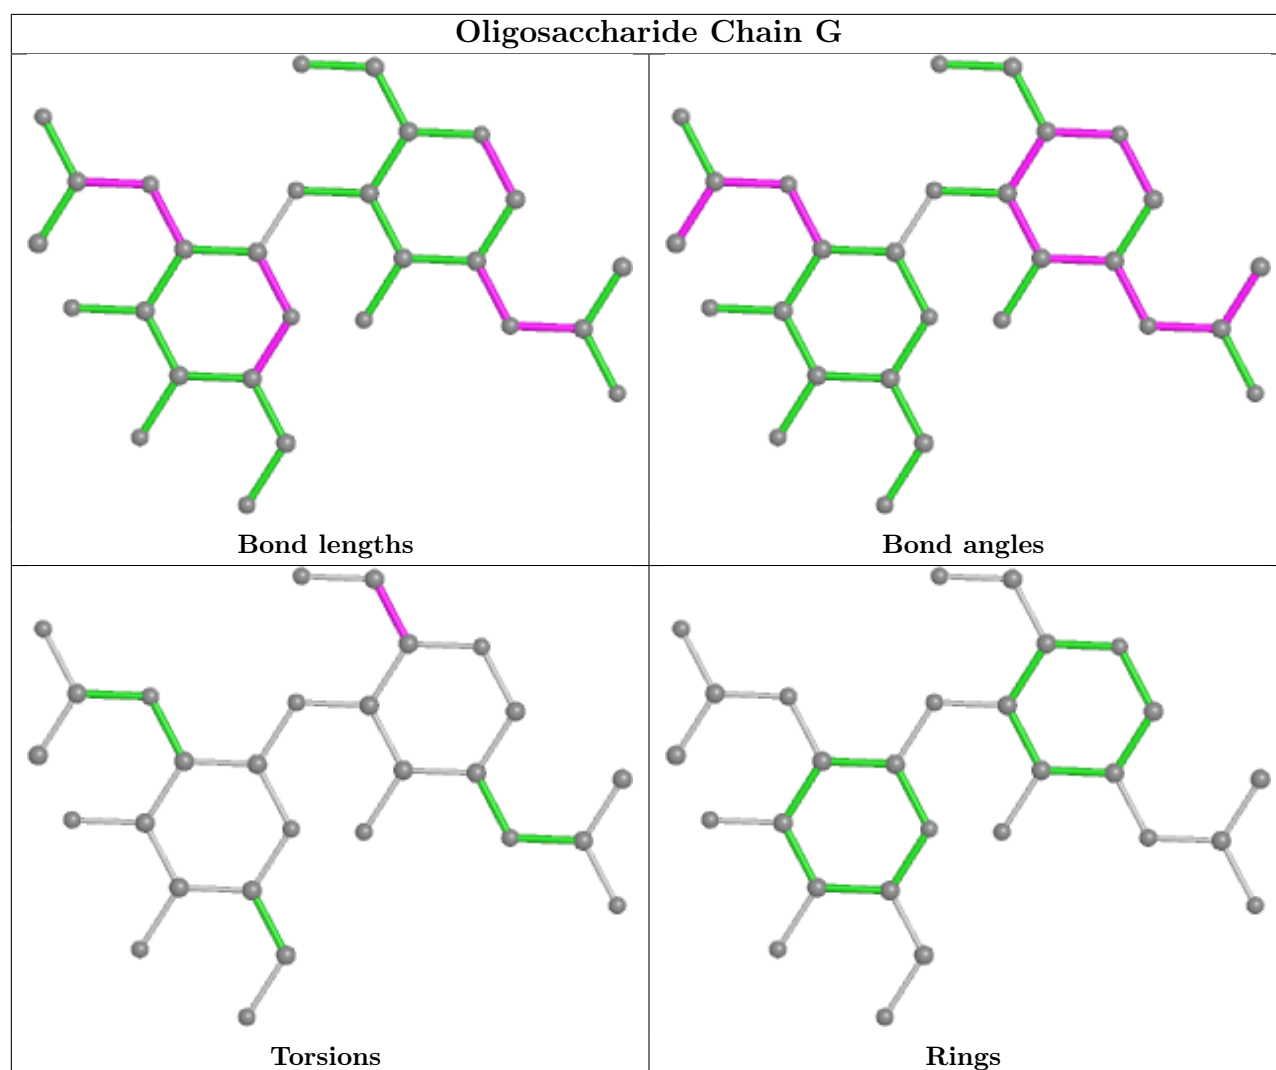 Oligosaccharide Chain G
Bond lengths
Bond angles
Torsions
Rings